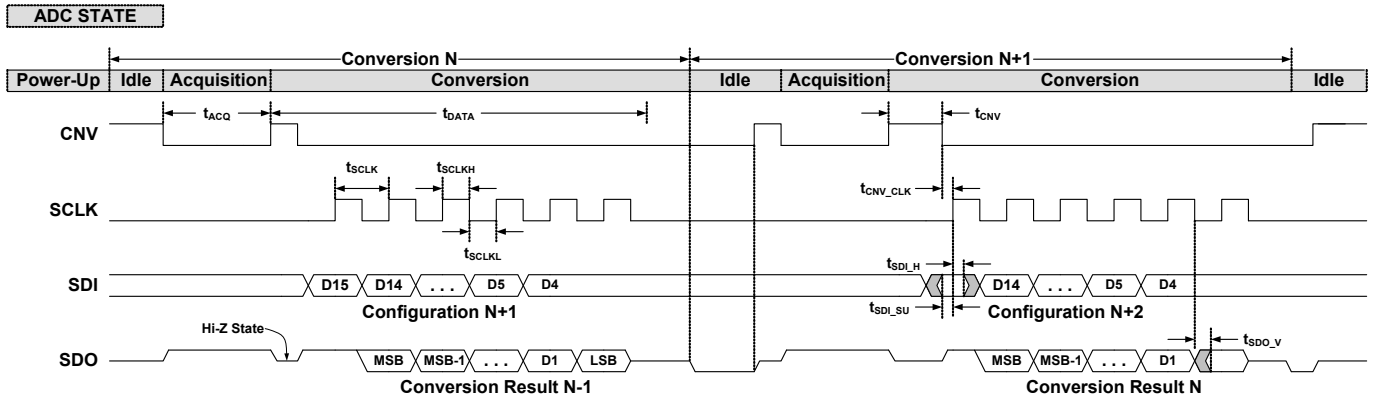 ADC STATE
Conversion N
Conversion N+1
Power-Up Idle Acquisition Conversion Idle Acquisition Conversion Idle
CNV
tACQ
tDATA
tCNV
SCLK
tSCLK
tSCLKH
tSCLKL
tCNV_CLK
SDI
D15 D14 . . . D5 D4
Configuration N+1
tSDI_H
tSDI_SU
D14 . . . D5 D4
Configuration N+2
SDO
Hi-Z State
MSB MSB-1 . . . D1 LSB
Conversion Result N-1
MSB MSB-1 . . . D1
tSDO_V
Conversion Result N